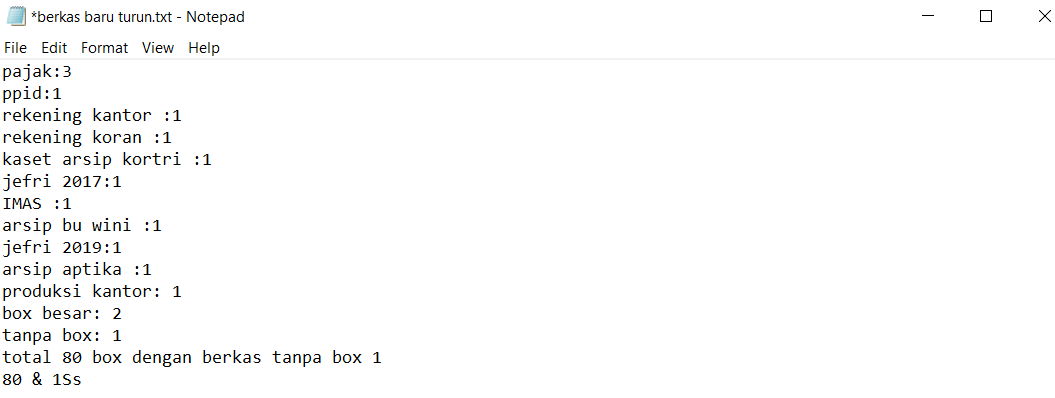 *berkas baru turun.txt - Notepad
File Edit Format View Help
pajak:3
ppid:1
rekening kantor :1
rekening koran :1
kaset arsip kortri :1
jefri 2017:1
IMAS :1
arsip bu wini :1
jefri 2019:1
arsip aptika :1
produksi kantor: 1
box besar: 2
tanpa box: 1
total 80 box dengan berkas tanpa box 1
80 & 1Ss